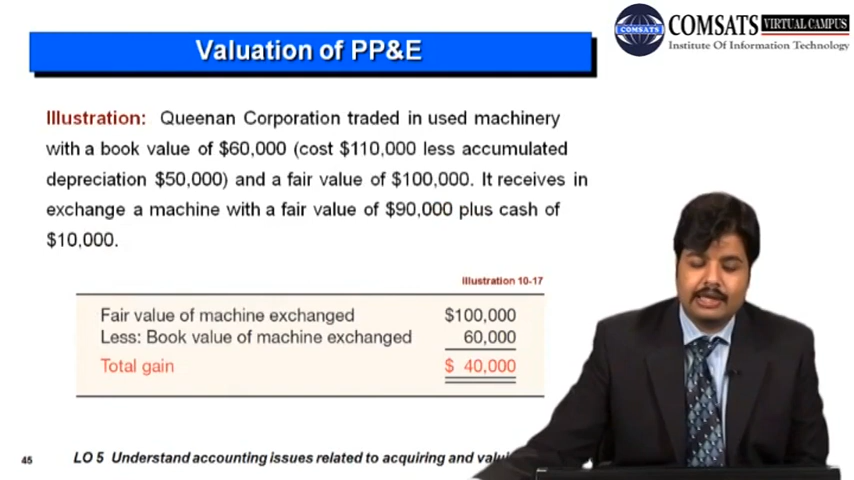 COMSATS VIRTUAL CAMPUS
COMSATS
Institute Of Information Technology
Valuation of PP&E
Illustration: Queenan Corporation traded in used machinery
with a book value of $60,000 (cost $110,000 less accumulated
depreciation $50,000) and a fair value of $100,000. It receives in
exchange a machine with a fair value of $90,000 plus cash of
$10,000.
Illustration 10-17
Fair value of machine exchanged $100,000
Less: Book value of machine exchanged 60,000
Total gain $ 40,000
45 LO 5 Understand accounting issues related to acquiring and